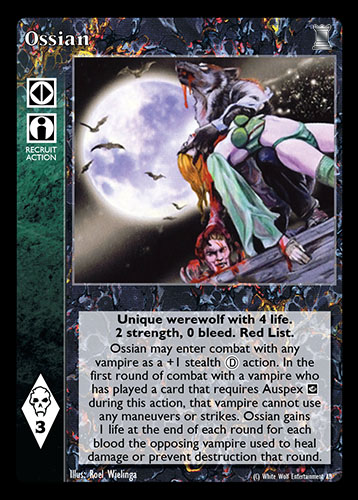 Ossian
RECRUIT
ACTION
Unique werewolf with 4 life.
2 strength, 0 bleed. Red List.
Ossian may enter combat with any
vampire as a +1 stealth Ⓓ action. In the
first round of combat with a vampire who
has played a card that requires Auspex
during this action, that vampire cannot use
any maneuvers or strikes. Ossian gains
1 life at the end of each round for each
blood the opposing vampire used to heal
damage or prevent destruction that round.
3
Illus: Roel Wielinga
(C) White Wolf Entertainment AB